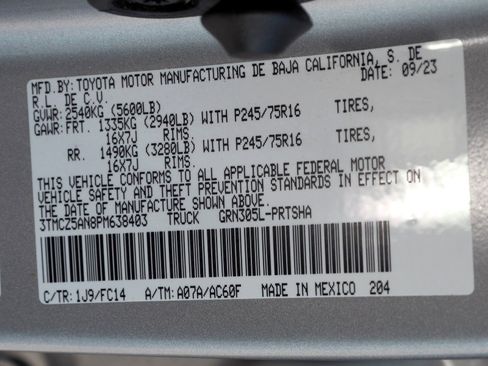 MFD.BY: TOYOTA MOTOR MANUFACTURING DE BAJA CALIFORNIA, S. DE
R.L. DE C.V. DATE: 09/23
GVWR: 2540KG (5600LB)
GAWR: FRT. 1335KG (2940LB) WITH P245/75R16 TIRES,
16X7J RIMS.
RR. 1490KG (3280LB) WITH P245/75R16 TIRES,
16X7J RIMS.
THIS VEHICLE CONFORMS TO ALL APPLICABLE FEDERAL MOTOR
VEHICLE SAFETY AND THEFT PREVENTION STANDARDS IN EFFECT ON
THE DATE OF MANUFACTURE SHOWN ABOVE.
3TMCZ5AN8PM638403 TRUCK GRN305L-PRTSHA
C/TR: 1J9/FC14 A/TM: A07A/AC60F MADE IN MEXICO 204